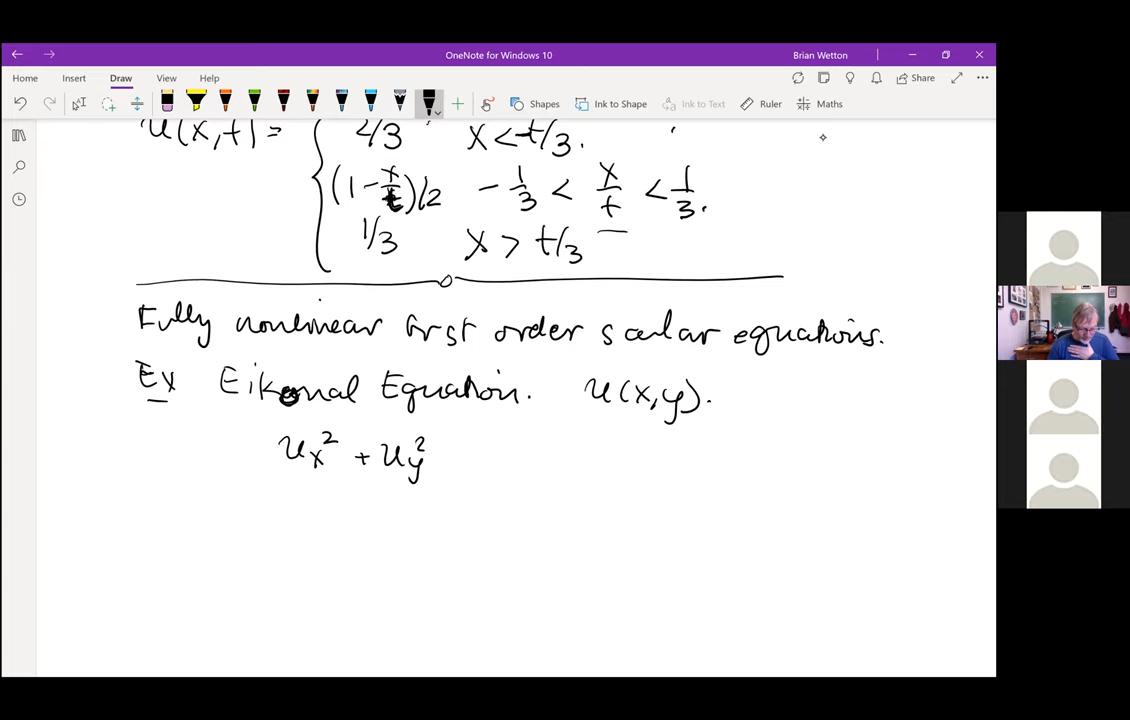 OneNote for Windows 10 Brian Wetton
Home Insert Draw View Help Share
Shapes Ink to Shape Ink to Text Ruler Maths
u(x,t) = { 2/3 x < -t/3.
(1 - x/t)/2 -1/3 < x/t < 1/3.
1/3 x > t/3
Fully nonlinear first order scalar equations.
Ex Eikonal Equation. u(x,y).
ux² + uy²